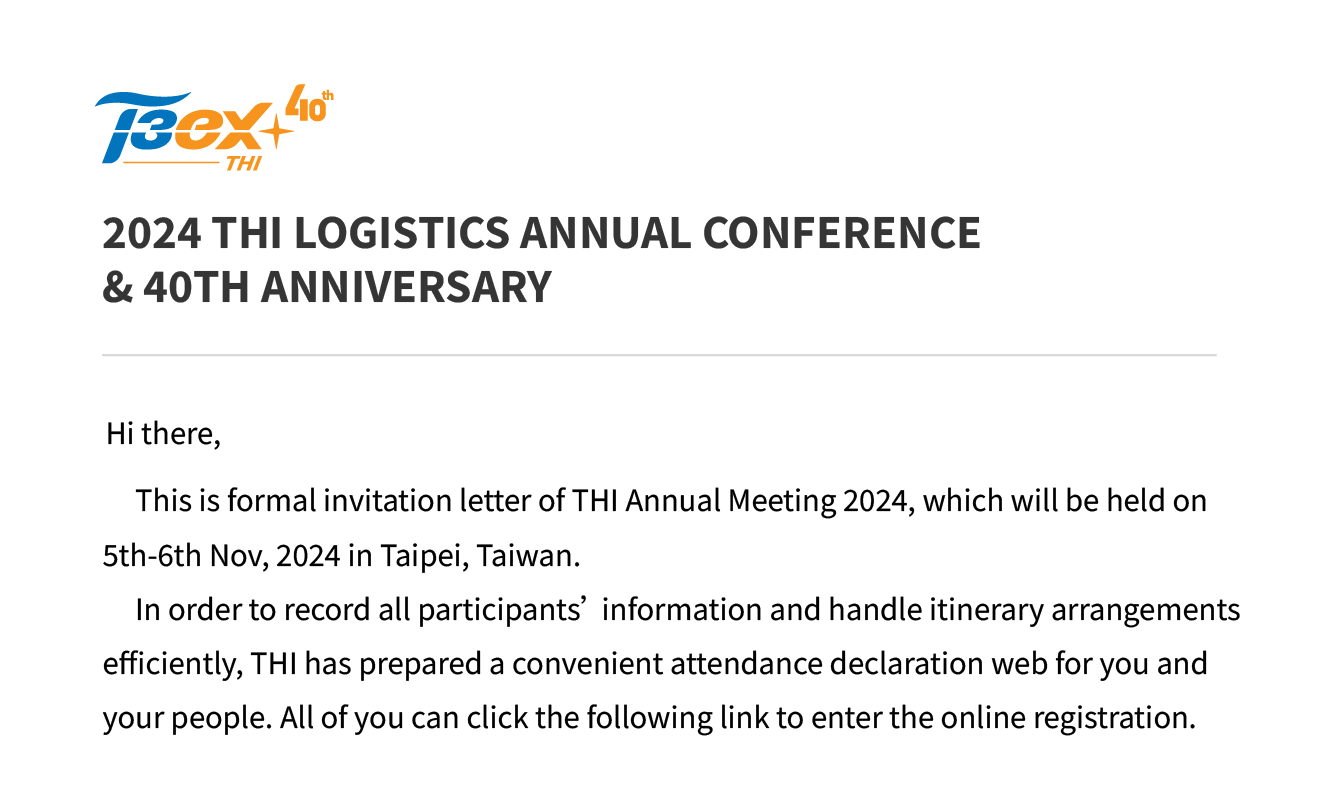 T3ex 40th
THI
2024 THI LOGISTICS ANNUAL CONFERENCE
& 40TH ANNIVERSARY
Hi there,
This is formal invitation letter of THI Annual Meeting 2024, which will be held on
5th-6th Nov, 2024 in Taipei, Taiwan.
In order to record all participants’ information and handle itinerary arrangements
efficiently, THI has prepared a convenient attendance declaration web for you and
your people. All of you can click the following link to enter the online registration.